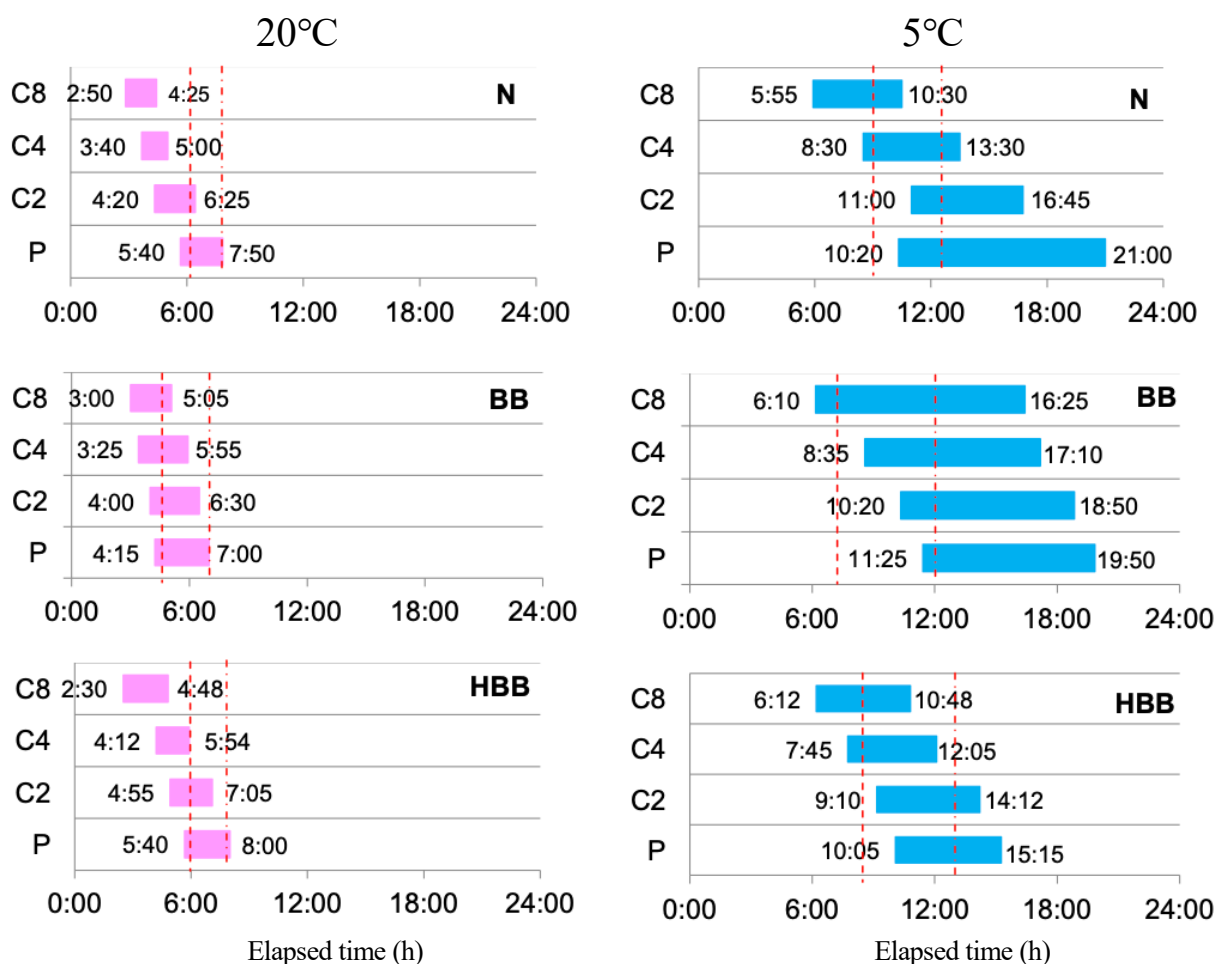 20°C
5°C
C8 2:50 4:25 N
C4 3:40 5:00
C2 4:20 6:25
P 5:40 7:50
0:00 6:00 12:00 18:00 24:00
C8 5:55 10:30 N
C4 8:30 13:30
C2 11:00 16:45
P 10:20 21:00
0:00 6:00 12:00 18:00 24:00
C8 3:00 5:05 BB
C4 3:25 5:55
C2 4:00 6:30
P 4:15 7:00
0:00 6:00 12:00 18:00 24:00
C8 6:10 16:25 BB
C4 8:35 17:10
C2 10:20 18:50
P 11:25 19:50
0:00 6:00 12:00 18:00 24:00
C8 2:30 4:48 HBB
C4 4:12 5:54
C2 4:55 7:05
P 5:40 8:00
0:00 6:00 12:00 18:00 24:00
Elapsed time (h)
C8 6:12 10:48 HBB
C4 7:45 12:05
C2 9:10 14:12
P 10:05 15:15
0:00 6:00 12:00 18:00 24:00
Elapsed time (h)